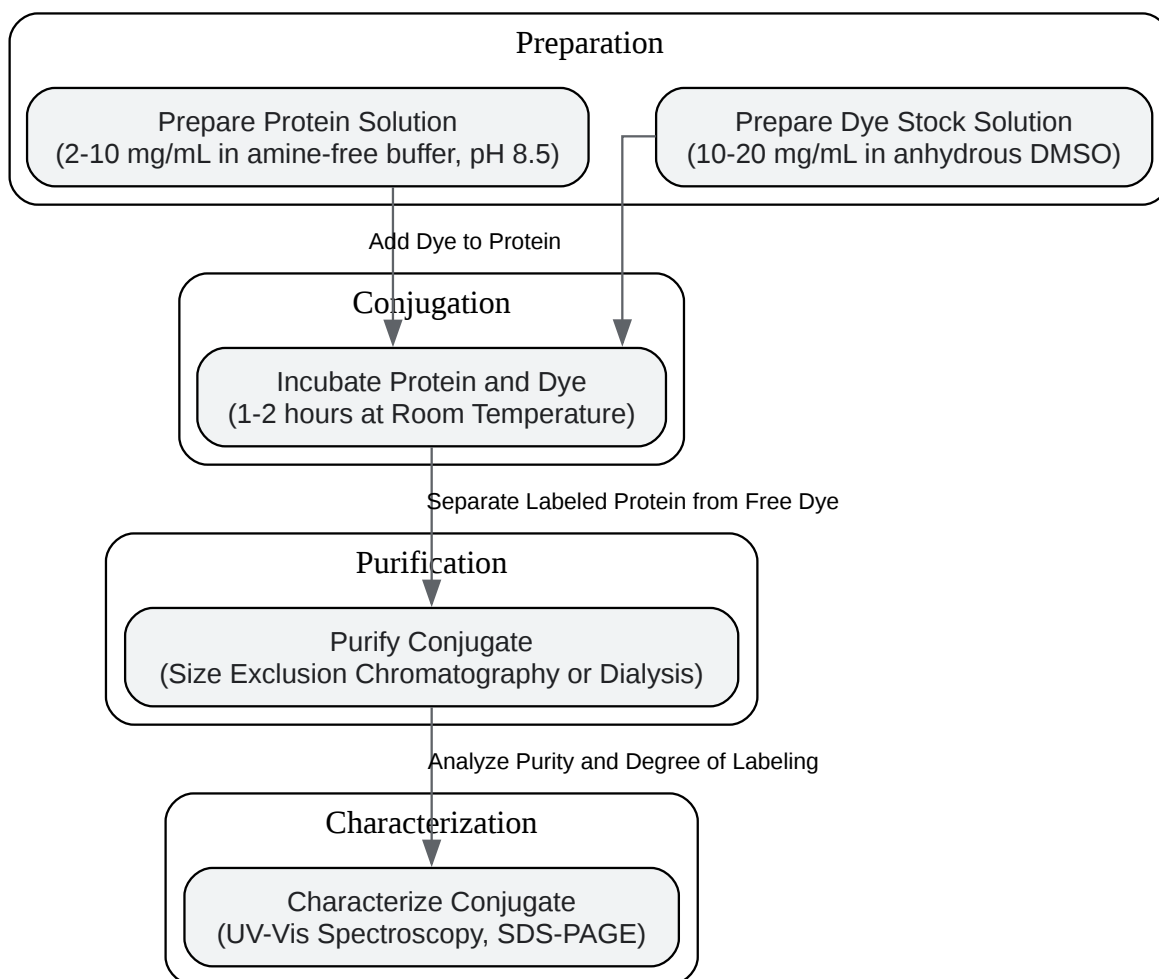 Preparation
Prepare Protein Solution
(2-10 mg/mL in amine-free buffer, pH 8.5)
Prepare Dye Stock Solution
(10-20 mg/mL in anhydrous DMSO)
Add Dye to Protein
Conjugation
Incubate Protein and Dye
(1-2 hours at Room Temperature)
Separate Labeled Protein from Free Dye
Purification
Purify Conjugate
(Size Exclusion Chromatography or Dialysis)
Analyze Purity and Degree of Labeling
Characterization
Characterize Conjugate
(UV-Vis Spectroscopy, SDS-PAGE)